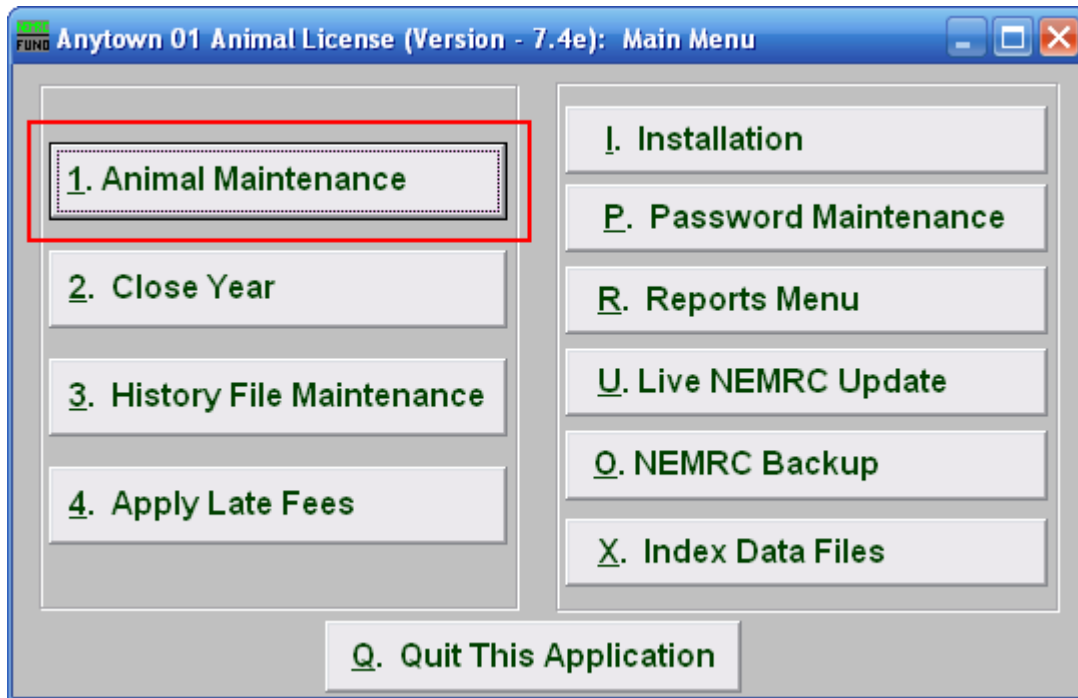 NEMRC
FUND
Anytown 01 Animal License (Version - 7.4e): Main Menu
1. Animal Maintenance
2. Close Year
3. History File Maintenance
4. Apply Late Fees
I. Installation
P. Password Maintenance
R. Reports Menu
U. Live NEMRC Update
O. NEMRC Backup
X. Index Data Files
Q. Quit This Application